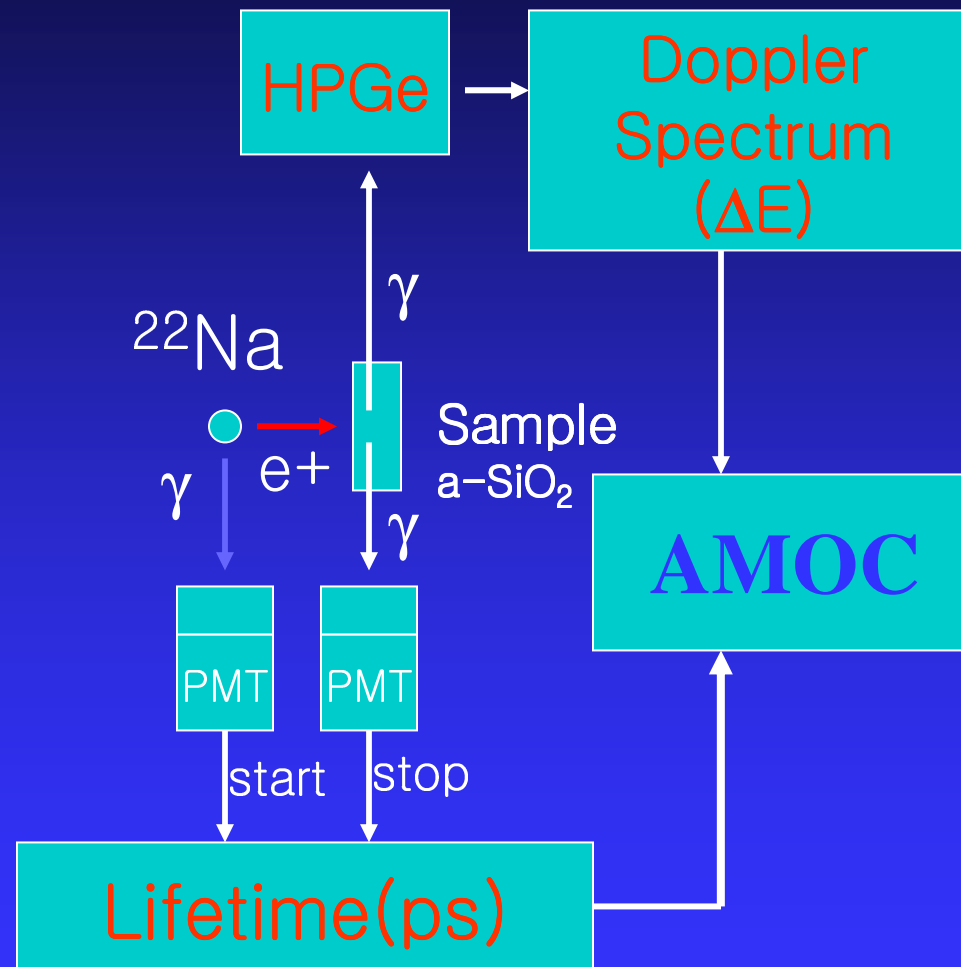 HPGe
Doppler
Spectrum
(ΔE)
γ
²²Na
e+
Sample
a-SiO₂
γ
γ
AMOC
PMT
PMT
start
stop
Lifetime(ps)